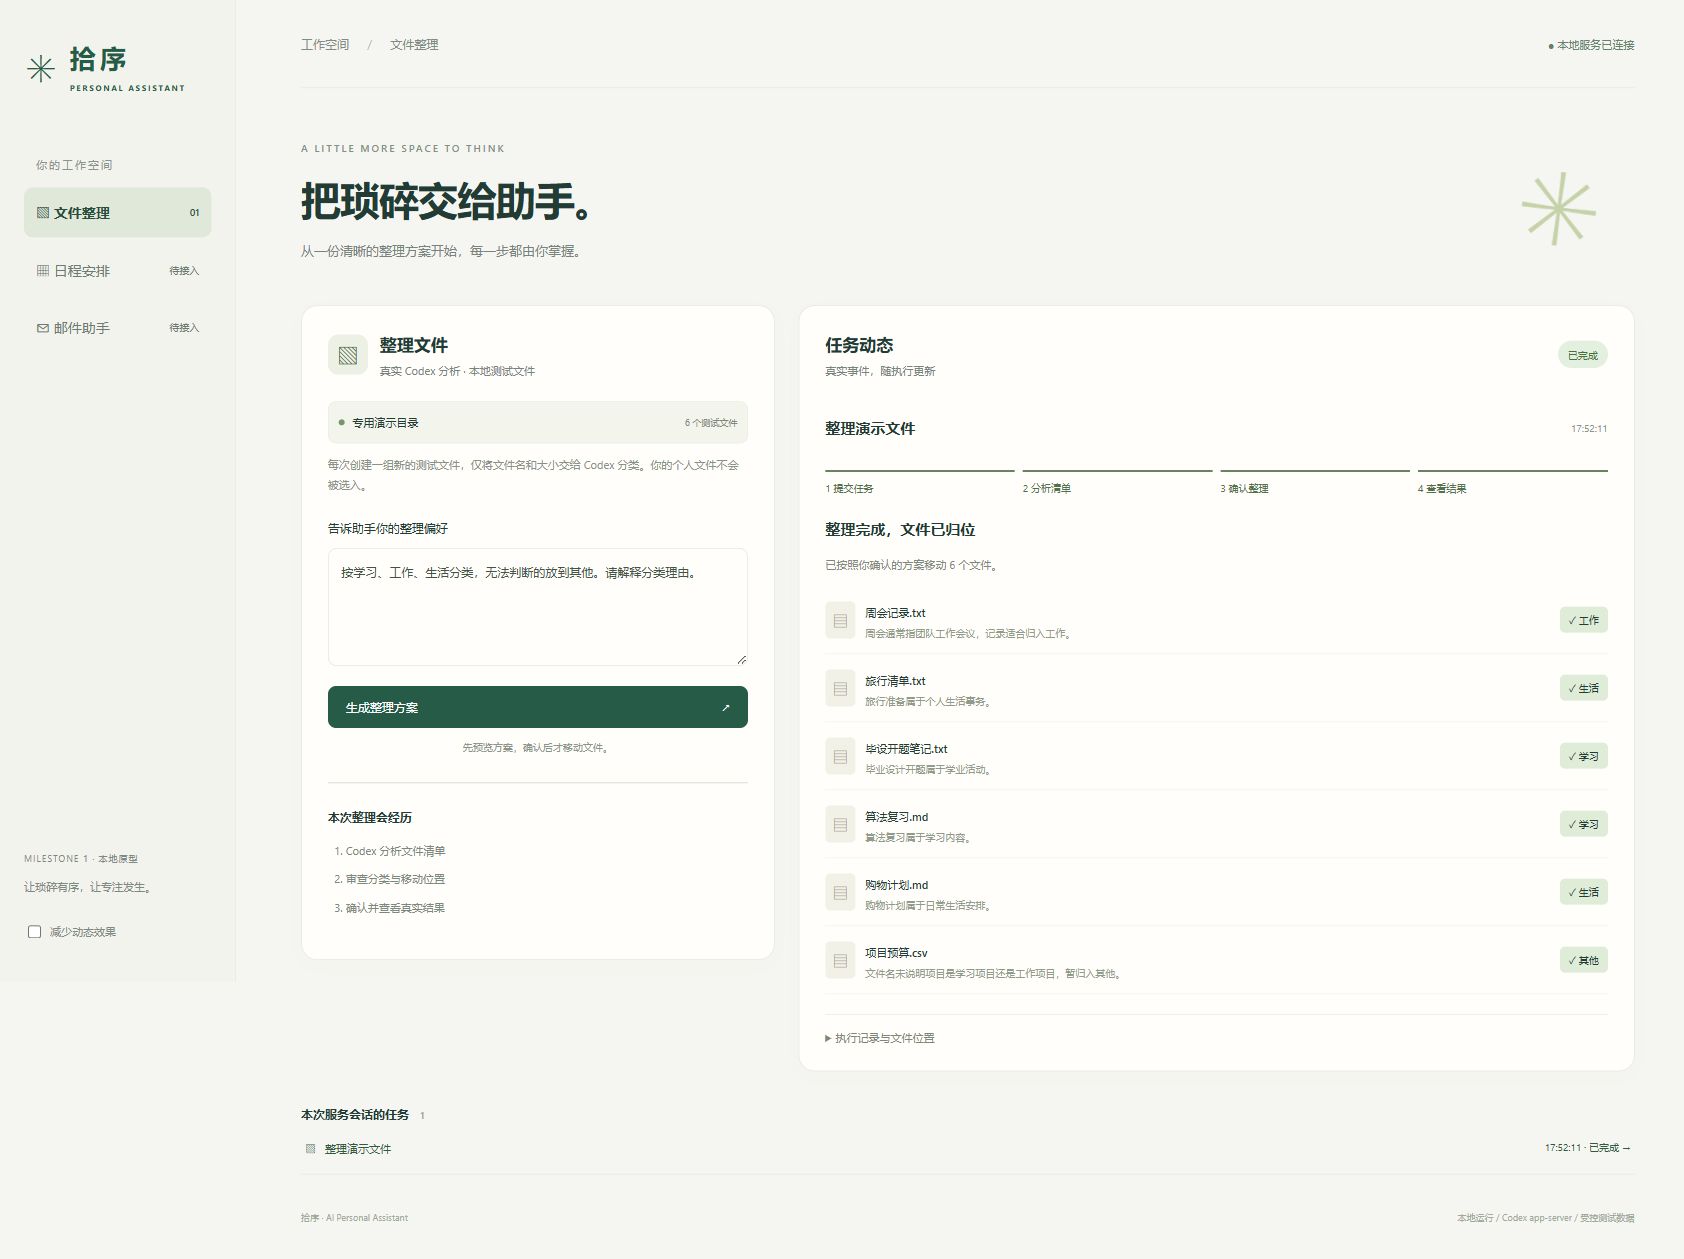 拾序
PERSONAL ASSISTANT
你的工作空间
文件整理 01
日程安排 待接入
邮件助手 待接入
MILESTONE 1 · 本地原型
让琐碎有序，让专注发生。
减少动态效果
工作空间 / 文件整理
本地服务已连接
A LITTLE MORE SPACE TO THINK
把琐碎交给助手。
从一份清晰的整理方案开始，每一步都由你掌握。
整理文件
真实 Codex 分析 · 本地测试文件
专用演示目录 6 个测试文件
每次创建一组新的测试文件，仅将文件名和大小交给 Codex 分类。你的个人文件不会
被选入。
告诉助手你的整理偏好
按学习、工作、生活分类，无法判断的放到其他。请解释分类理由。
生成整理方案 ↗
先预览方案，确认后才移动文件。
本次整理会经历
1. Codex 分析文件清单
2. 审查分类与移动位置
3. 确认并查看真实结果
任务动态
真实事件，随执行更新
已完成
整理演示文件 17:52:11
1 提交任务 2 分析清单 3 确认整理 4 查看结果
整理完成，文件已归位
已按照你确认的方案移动 6 个文件。
周会记录.txt
周会通常指团队工作会议，记录适合归入工作。
✓ 工作
旅行清单.txt
旅行准备属于个人生活事务。
✓ 生活
毕设开题笔记.txt
毕业设计开题属于学业活动。
✓ 学习
算法复习.md
算法复习属于学习内容。
✓ 学习
购物计划.md
购物计划属于日常生活安排。
✓ 生活
项目预算.csv
文件名未说明项目是学习项目还是工作项目，暂归入其他。
✓ 其他
▶ 执行记录与文件位置
本次服务会话的任务 1
整理演示文件 17:52:11 · 已完成 →
拾序 · AI Personal Assistant
本地运行 / Codex app-server / 受控测试数据